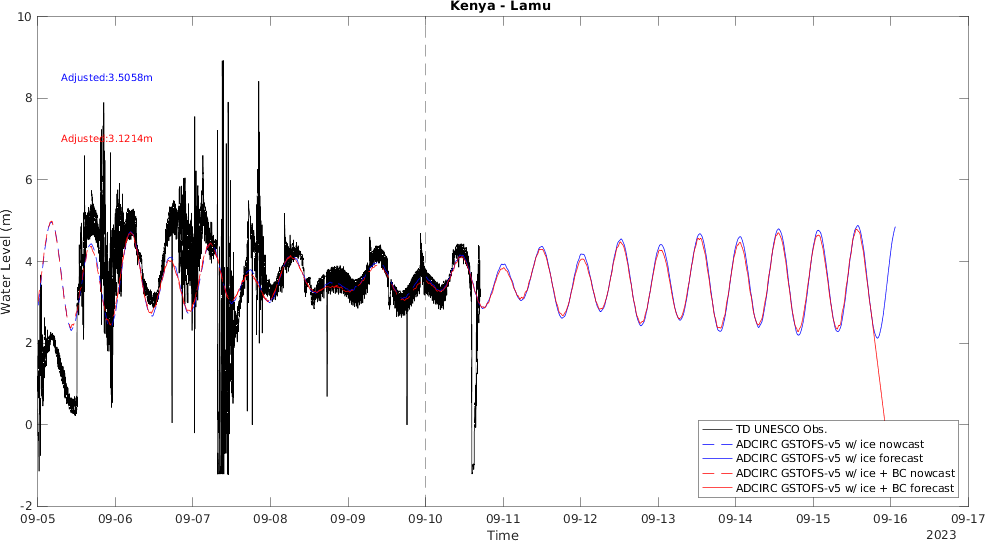 Kenya - Lamu
Adjusted:3.5058m
Adjusted:3.1214m
Water Level (m)
10
8
6
4
2
0
-2
09-05
09-06
09-07
09-08
09-09
09-10
09-11
09-12
09-13
09-14
09-15
09-16
09-17
Time
2023
TD UNESCO Obs.
ADCIRC GSTOFS-v5 w/ ice nowcast
ADCIRC GSTOFS-v5 w/ ice forecast
ADCIRC GSTOFS-v5 w/ ice + BC nowcast
ADCIRC GSTOFS-v5 w/ ice + BC forecast